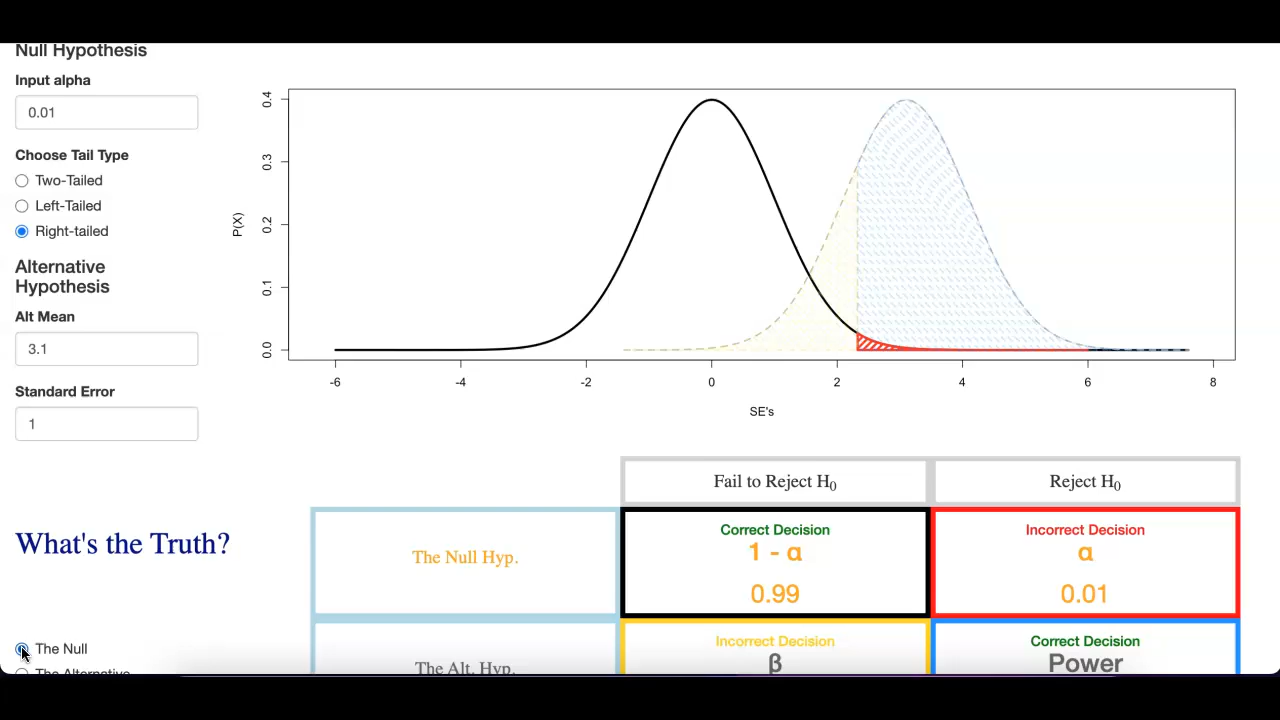 Null Hypothesis
Input alpha
0.01
Choose Tail Type
Two-Tailed
Left-Tailed
Right-tailed
Alternative
Hypothesis
Alt Mean
3.1
Standard Error
1
P(X)
0.4
0.3
0.2
0.1
0.0
-6 -4 -2 0 2 4 6 8
SE's
What's the Truth?
The Null
The Alternative
Fail to Reject H₀ Reject H₀
The Null Hyp.
Correct Decision
1 - α
0.99
Incorrect Decision
α
0.01
The Alt. Hyp.
Incorrect Decision
β
Correct Decision
Power